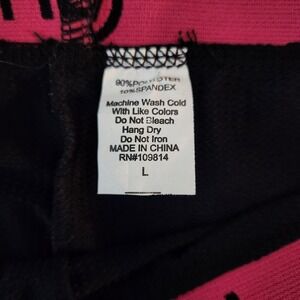 90% POLYESTER
10% SPANDEX
Machine Wash Cold
With Like Colors
Do Not Bleach
Hang Dry
Do Not Iron
MADE IN CHINA
RN#109814
L